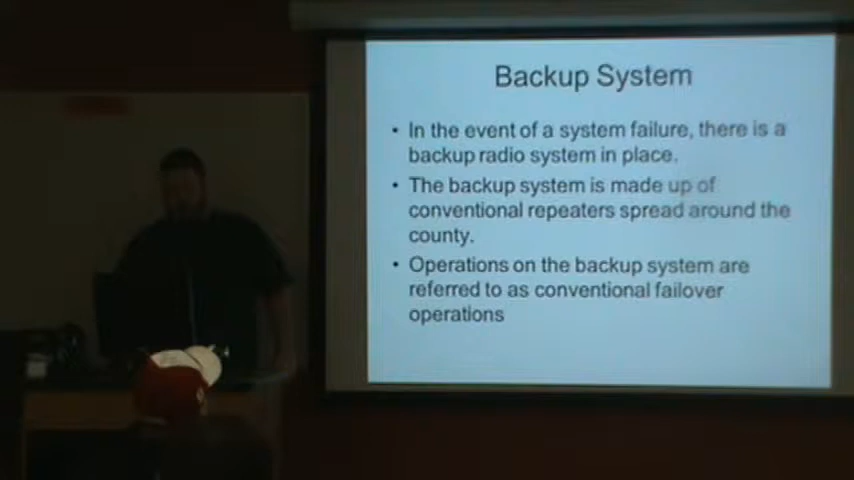 Backup System
• In the event of a system failure, there is a
backup radio system in place.
• The backup system is made up of
conventional repeaters spread around the
county.
• Operations on the backup system are
referred to as conventional failover
operations